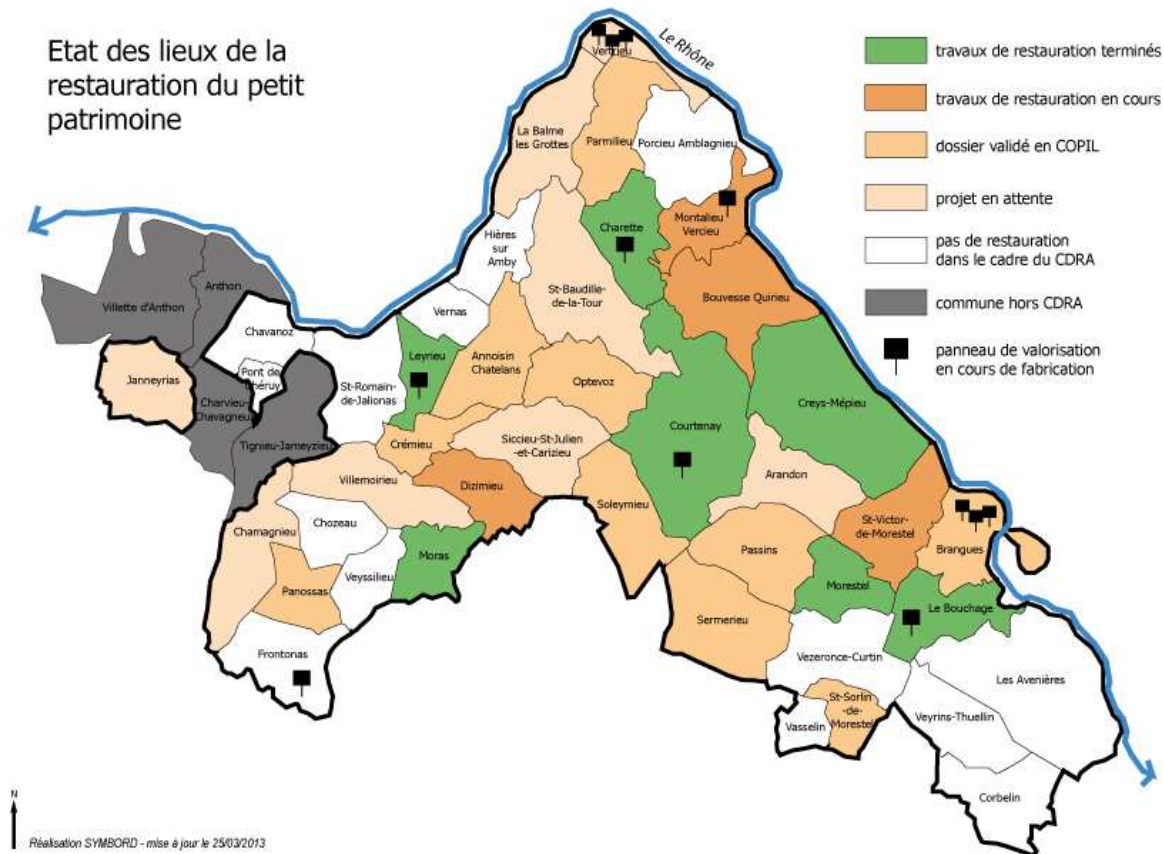 Etat des lieux de la
restauration du petit
patrimoine
Le Rhône
travaux de restauration terminés
travaux de restauration en cours
dossier validé en COPIL
projet en attente
pas de restauration
dans le cadre du CDRA
commune hors CDRA
panneau de valorisation
en cours de fabrication
Vertrieu
La Balme
les Grottes
Parmilieu
Porcieu Amblagnieu
Charette
Montalieu
Vercieu
Hières
sur
Amby
St-Baudille-
de-la-Tour
Bouvesse Quirieu
Anthon
Villette d'Anthon
Chavanoz
Vernas
Leyrieu
Annoisin
Chatelans
Janneyrias
Pont de
Chéruy
St-Romain-
de-Jalionas
Optevoz
Creys-Mépieu
Charvieu-
Chavagneu
Courtenay
Tignieu-Jameyzieu
Crémieu
Siccieu-St-Julien
-et-Carizieu
Arandon
Villemoirieu
Dizimieu
Soleymieu
St-Victor-
de-Morestel
Chamagnieu
Chozeau
Moras
Passins
Brangues
Panossas
Veyssilieu
Morestel
Le Bouchage
Sermerieu
Frontonas
Vezeronce-Curtin
Les Avenières
St-Sorlin
-de-
Morestel
Veyrins-Thuellin
Vasselin
Corbelin
N
Réalisation SYMBORD - mise à jour le 25/03/2013